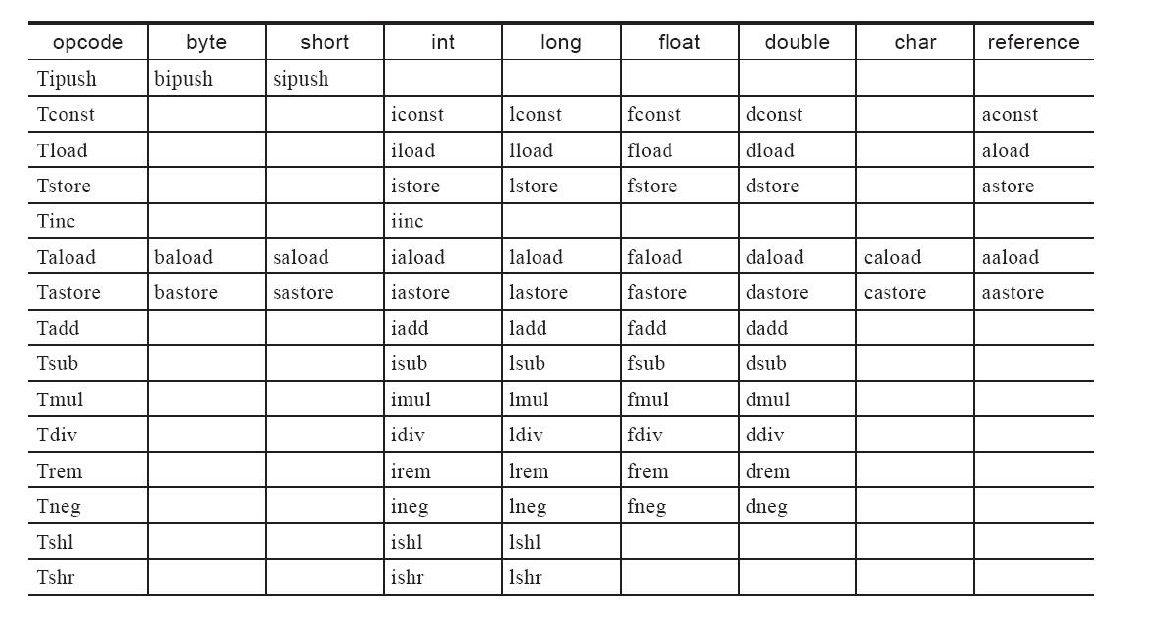 opcode byte short int long float double char reference
Tipush bipush sipush
Tconst iconst lconst fconst dconst aconst
Tload iload lload fload dload aload
Tstore istore lstore fstore dstore astore
Tinc iinc
Taload baload saload iaload laload faload daload caload aaload
Tastore bastore sastore iastore lastore fastore dastore castore aastore
Tadd iadd ladd fadd dadd
Tsub isub lsub fsub dsub
Tmul imul lmul fmul dmul
Tdiv idiv ldiv fdiv ddiv
Trem irem lrem frem drem
Tneg ineg lneg fneg dneg
Tshl ishl lshl
Tshr ishr lshr